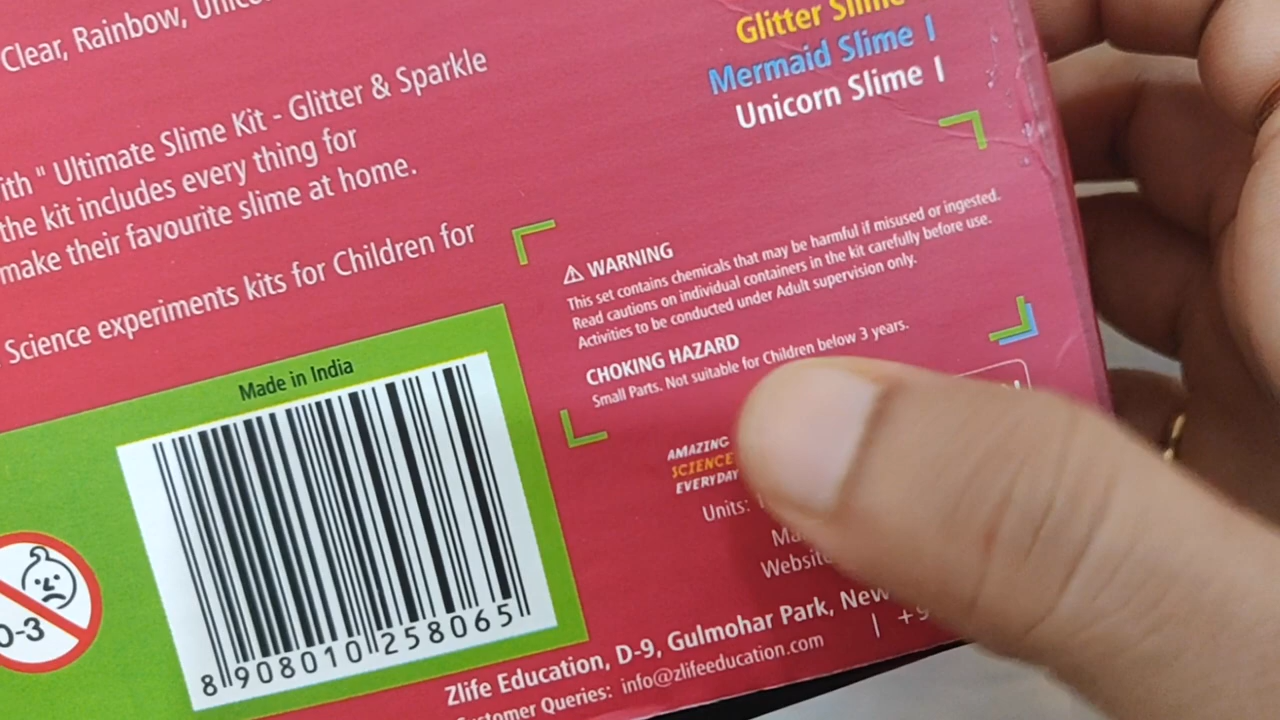 Clear, Rainbow,
Glitter Slime
Mermaid Slime |
Unicorn Slime |
" Ultimate Slime Kit - Glitter & Sparkle
the kit includes every thing for
make their favourite slime at home.
Science experiments kits for Children for
WARNING
This set contains chemicals that may be harmful if misused or ingested.
Read cautions on individual containers in the kit carefully before use.
Activities to be conducted under Adult supervision only.
CHOKING HAZARD
Small Parts. Not suitable for Children below 3 years.
Made in India
8908010258065
0-3
AMAZING
SCIENCE
EVERYDAY
Units:
Website
Zlife Education, D-9, Gulmohar Park, New
Customer Queries: info@zlifeeducation.com | +9